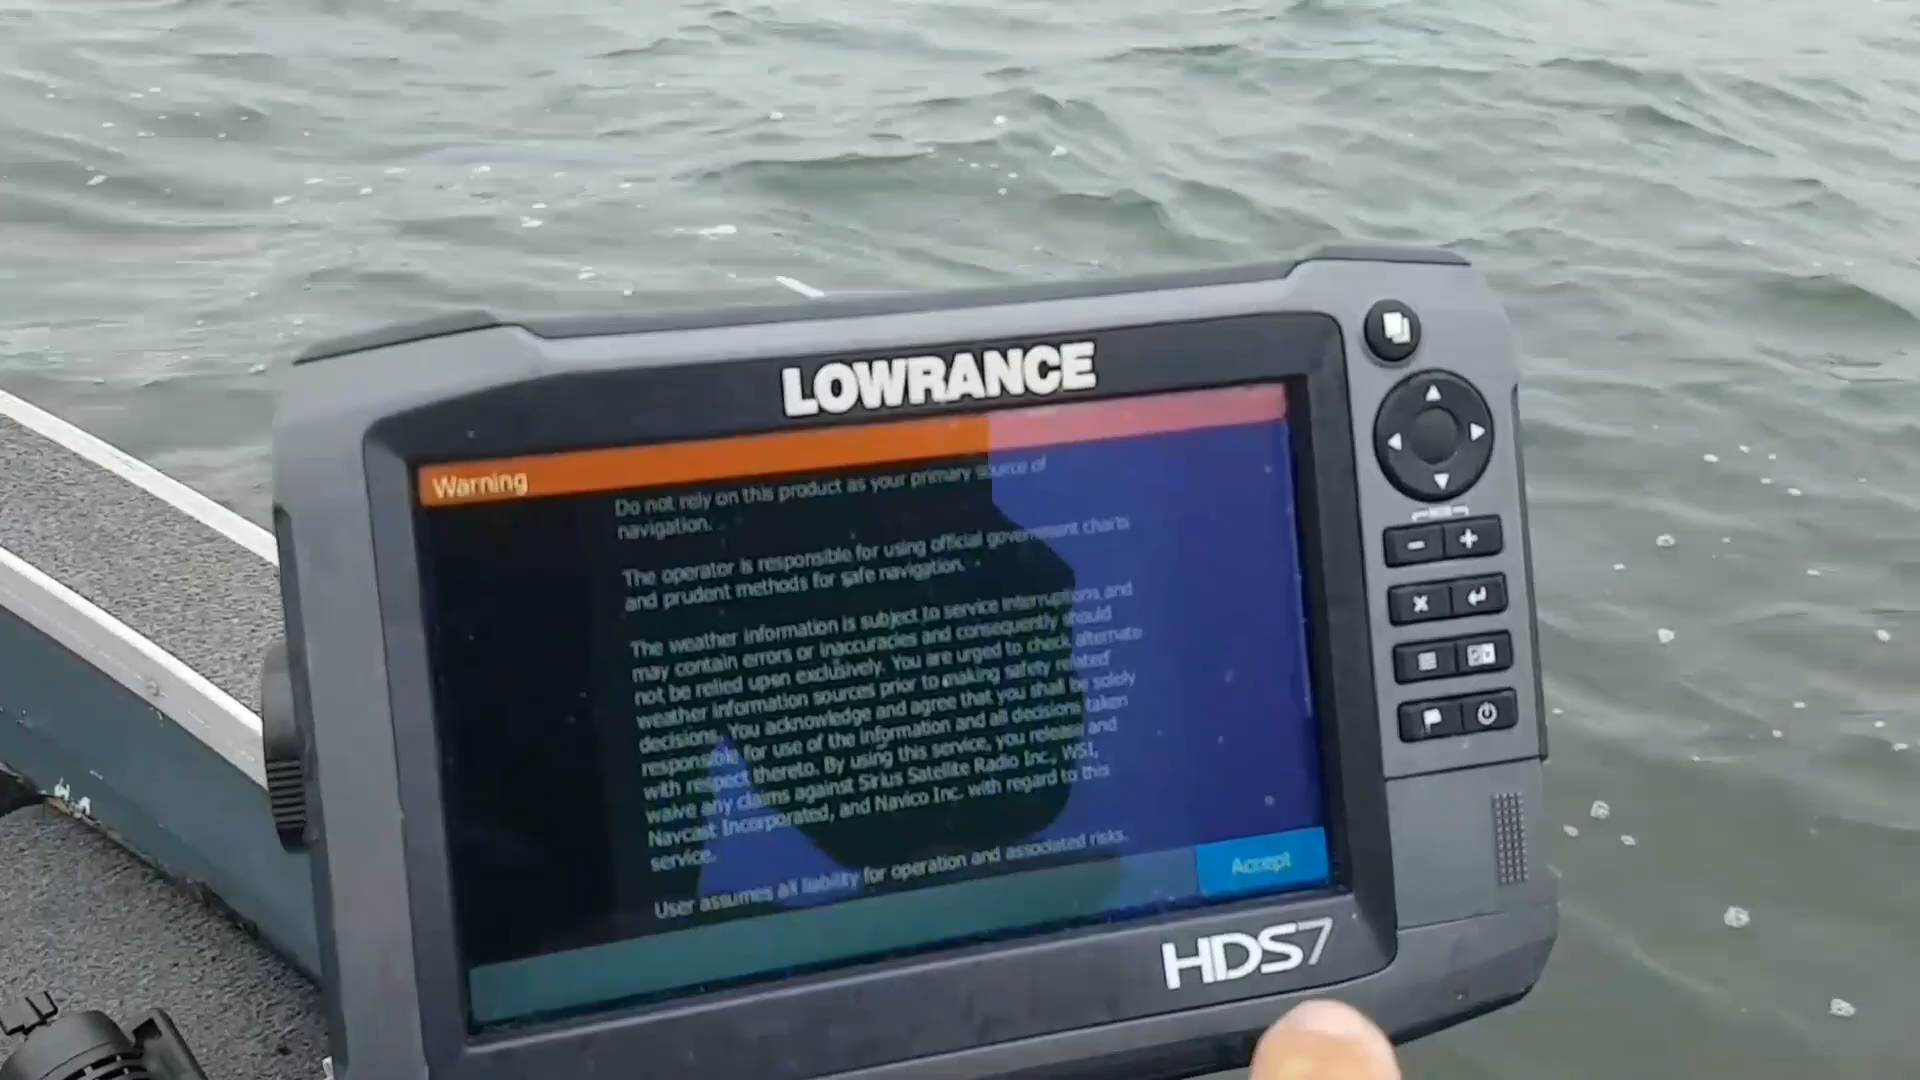 LOWRANCE
Warning
Do not rely on this product as your primary source of
navigation.
The operator is responsible for using official government charts
and prudent methods for safe navigation.
The weather information is subject to service interruptions and
may contain errors or inaccuracies and consequently should
not be relied upon exclusively. You are urged to check alternate
weather information sources prior to making safety related
decisions. You acknowledge and agree that you shall be solely
responsible for use of the information and all decisions taken
with respect thereto. By using this service, you release and
waive any claims against Sirius Satellite Radio Inc., WSI,
Navcast Incorporated, and Navico Inc. with regard to this
service.
User assumes all liability for operation and associated risks.
Accept
HDS7